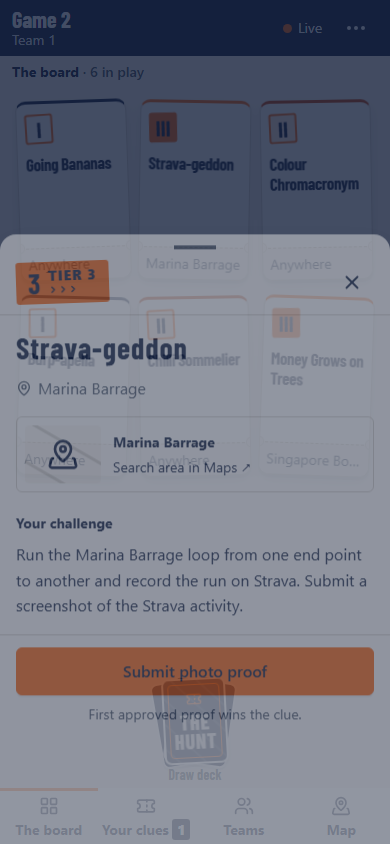 Game 2
Team 1
Live
The board · 6 in play
I
III
II
Going Bananas
Strava-geddon
Colour
Chromacronym
Anywhere
Marina Barrage
Anywhere
3 TIER 3
› › ›
I
II
III
Strava-geddon
Sommelier
Money Grows on
Trees
Marina Barrage
Marina Barrage
Search area in Maps ↗
Anywhere
Anywhere
Singapore Bo...
Your challenge
Run the Marina Barrage loop from one end point
to another and record the run on Strava. Submit a
screenshot of the Strava activity.
Submit photo proof
First approved proof wins the clue.
THE
HUNT
Draw deck
The board
Your clues 1
Teams
Map